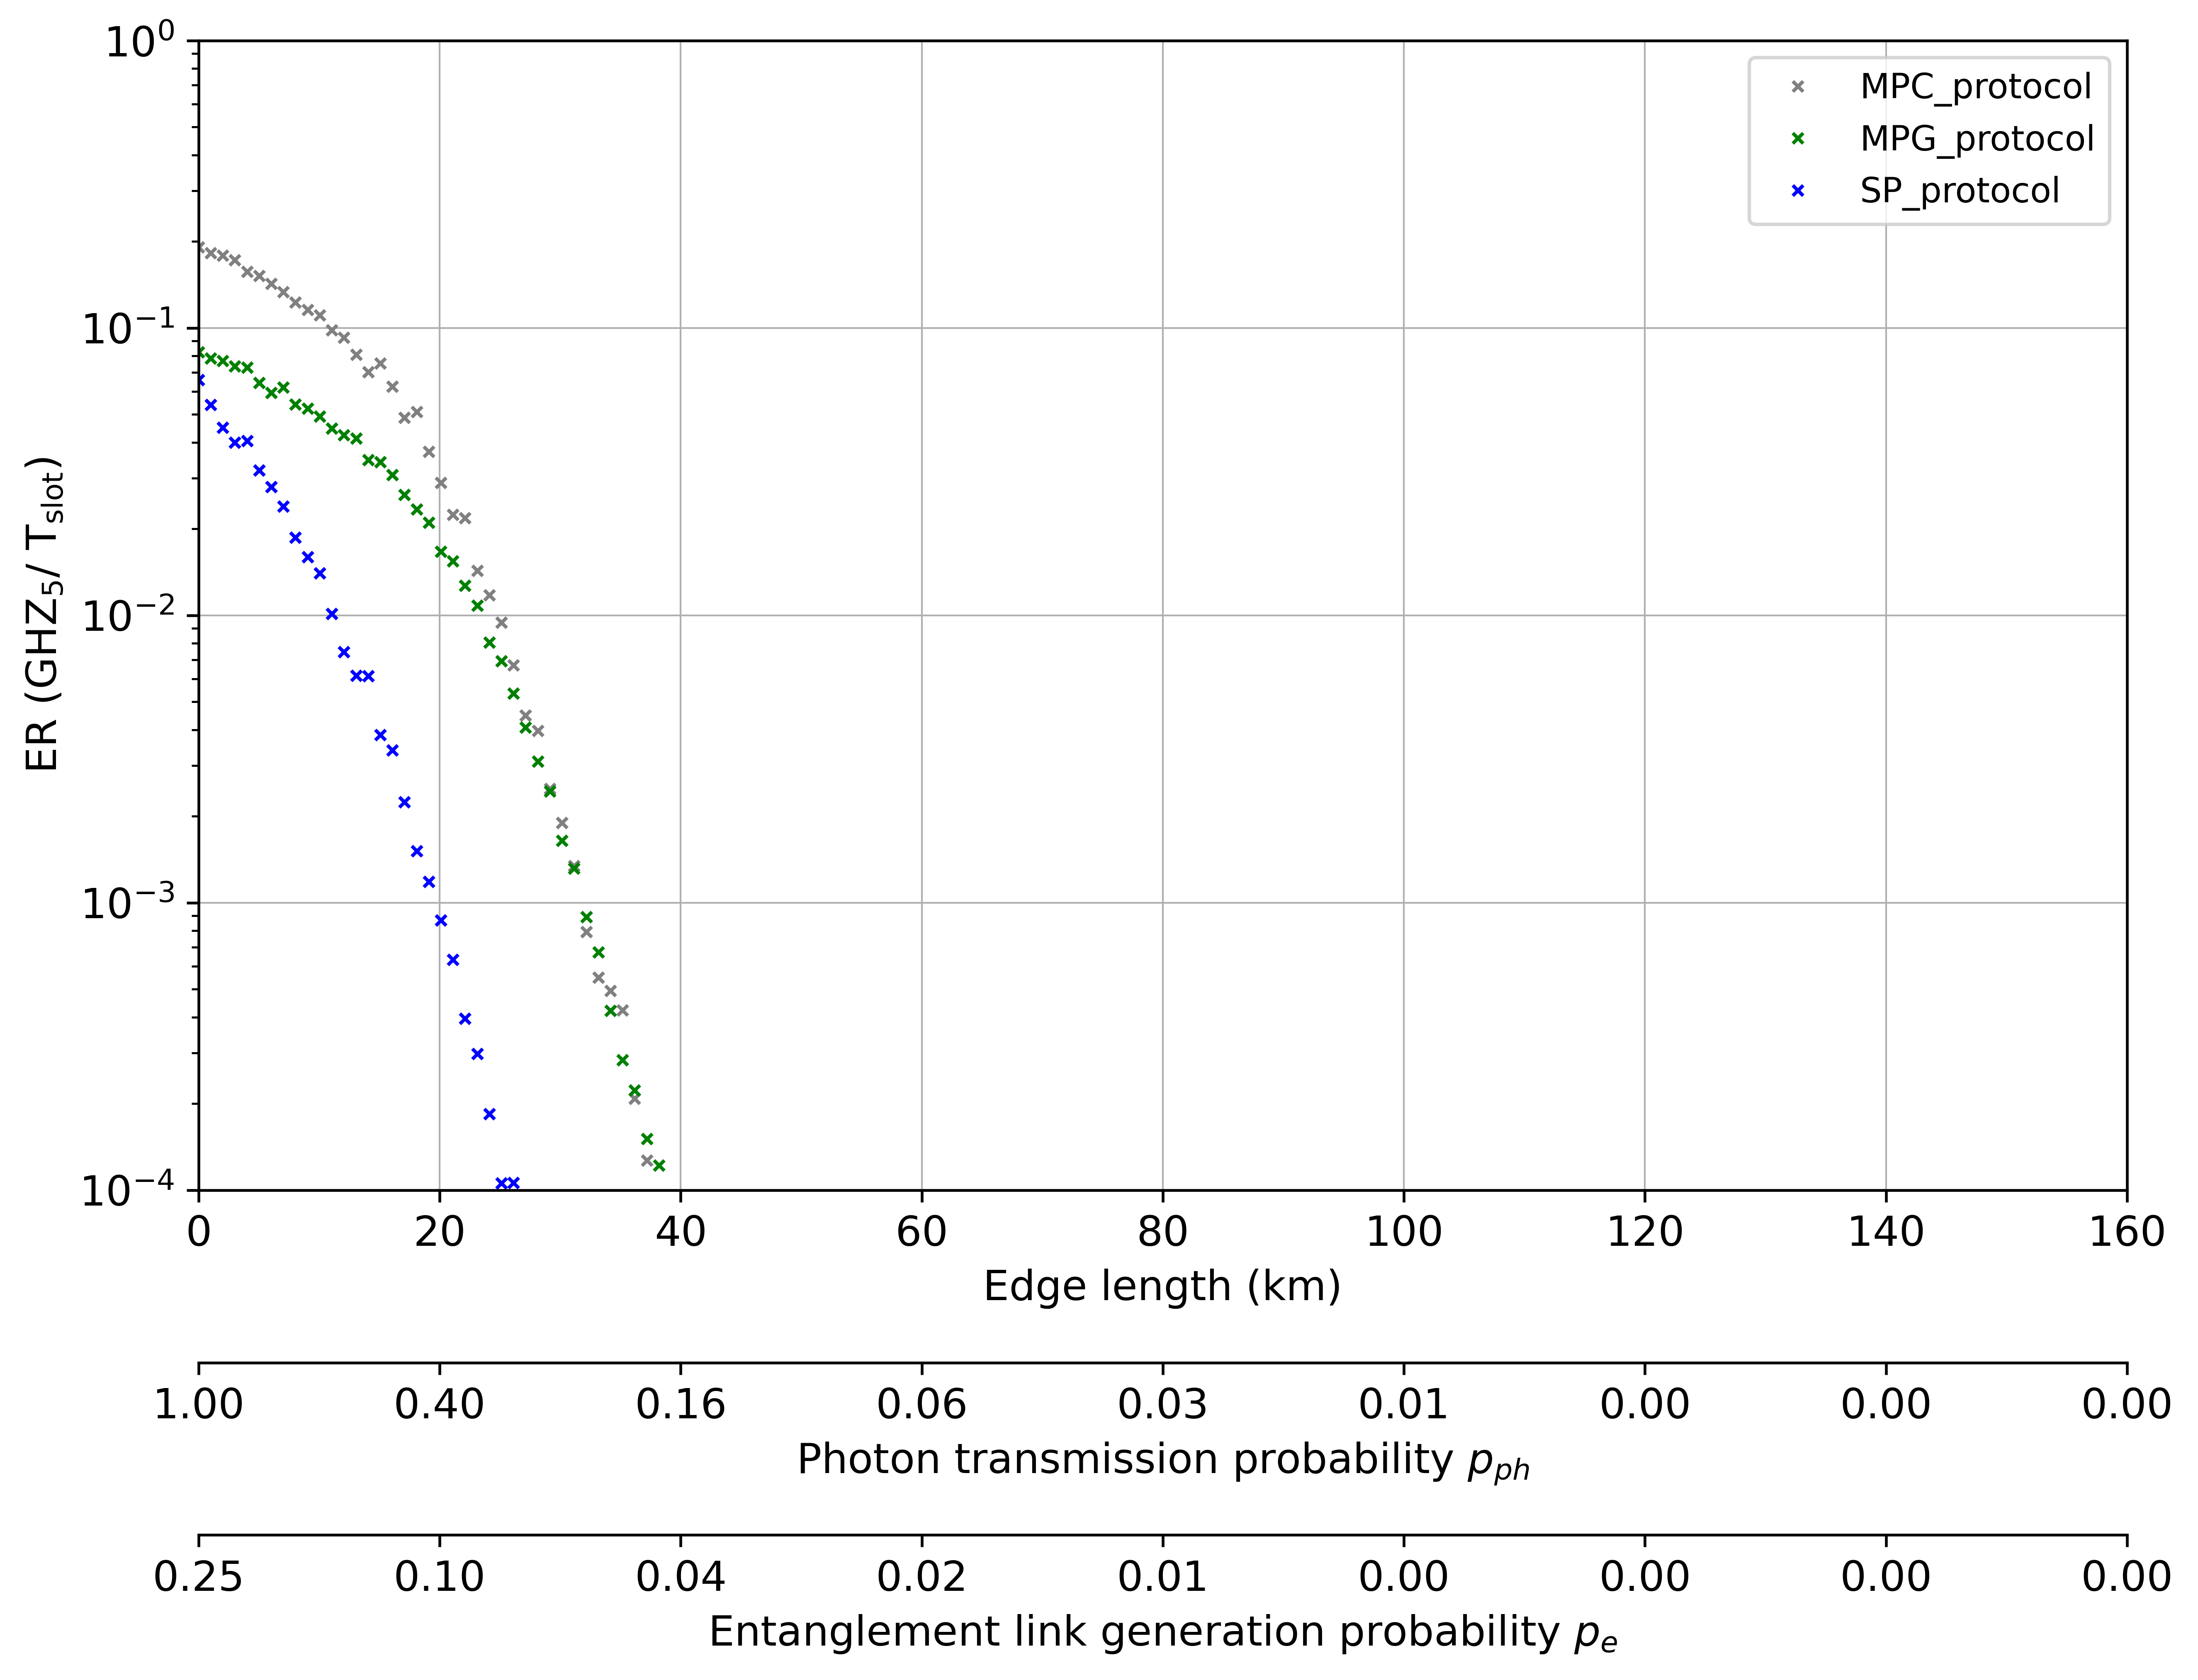 10⁰
MPC_protocol
MPG_protocol
SP_protocol
10⁻¹
ER (GHZ₅/ Tₛₗₒₜ)
10⁻²
10⁻³
10⁻⁴
0 20 40 60 80 100 120 140 160
Edge length (km)
1.00 0.40 0.16 0.06 0.03 0.01 0.00 0.00 0.00
Photon transmission probability pₚₕ
0.25 0.10 0.04 0.02 0.01 0.00 0.00 0.00 0.00
Entanglement link generation probability pₑ